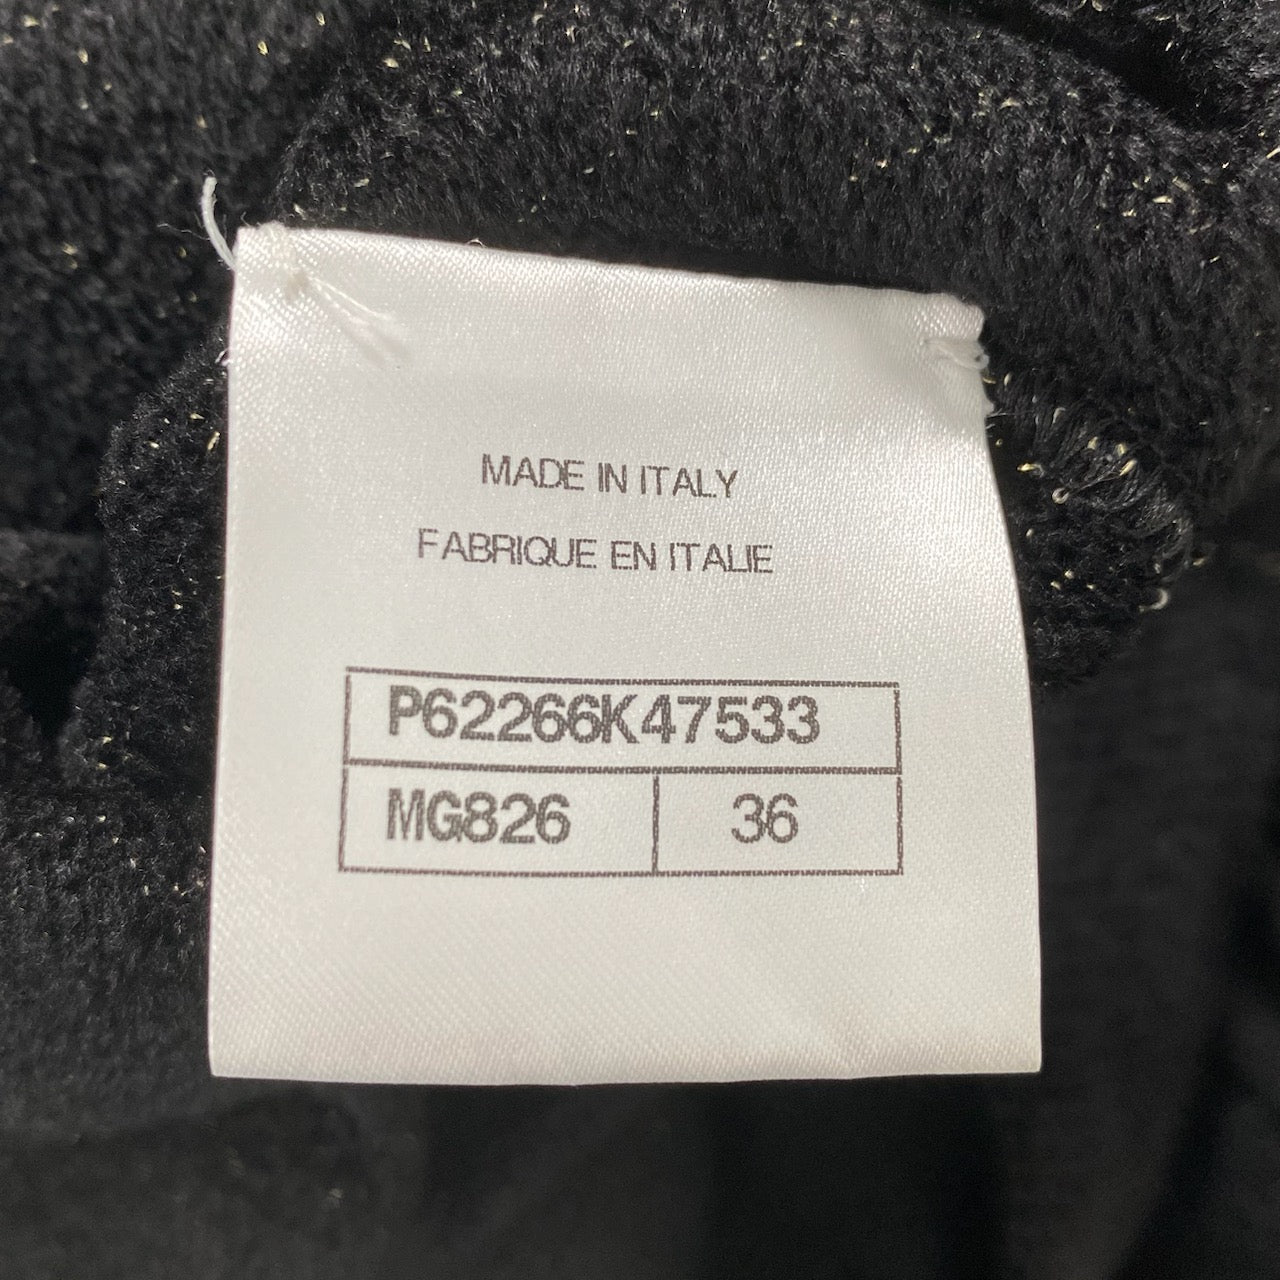 MADE IN ITALY
FABRIQUE EN ITALIE
P62266K47533
MG826 36